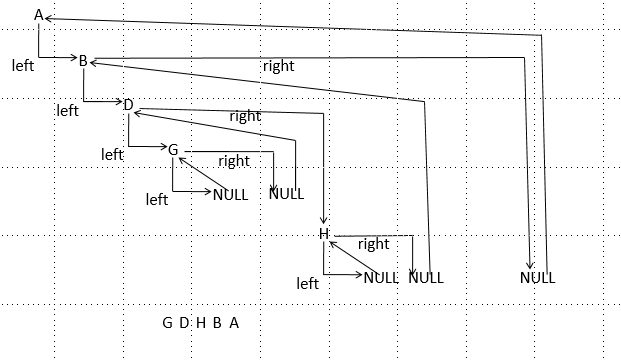 A
left
B
right
left
D
right
left
G
right
left
NULL
NULL
H
right
left
NULL
NULL
NULL
G D H B A